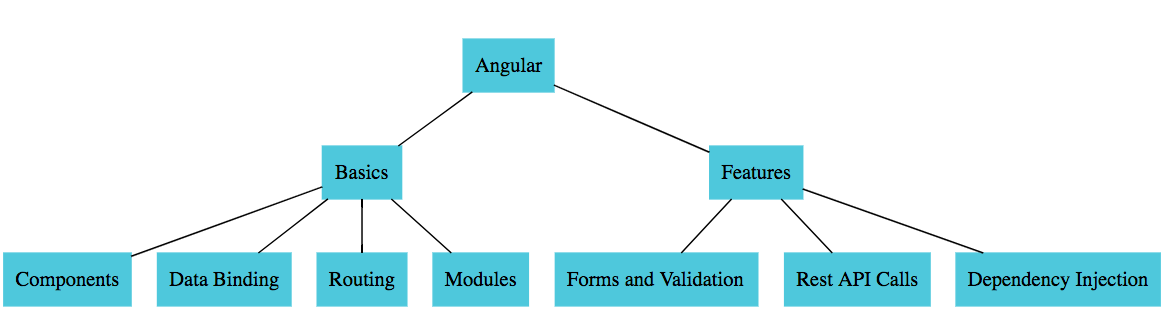 Angular
Basics
Features
Components
Data Binding
Routing
Modules
Forms and Validation
Rest API Calls
Dependency Injection